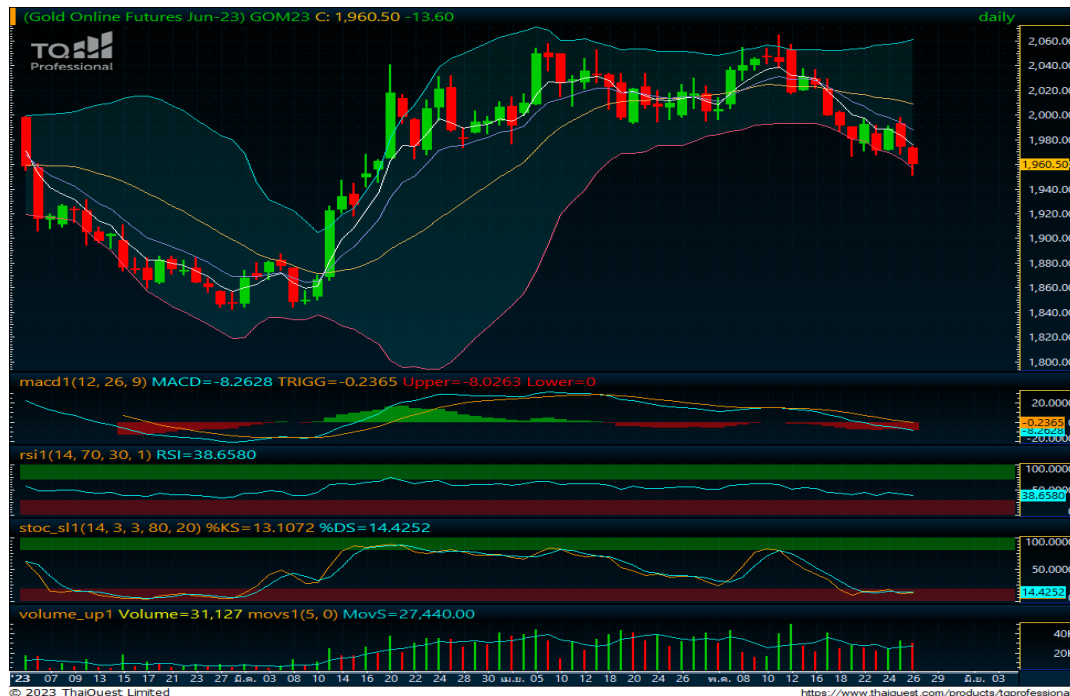 (Gold Online Futures Jun-23) GOM23 C: 1,960.50 -13.60 daily
TQ
Professional
2,060.00
2,040.00
2,020.00
2,000.00
1,980.00
1,960.50
1,940.00
1,920.00
1,900.00
1,880.00
1,860.00
1,840.00
1,820.00
1,800.00
macd1(12, 26, 9) MACD=-8.2628 TRIGG=-0.2365 Upper=-8.0263 Lower=0
20.0000
-0.2365
-8.2628
-20.0000
rsi1(14, 70, 30, 1) RSI=38.6580
100.0000
38.6580
stoc_sl1(14, 3, 3, 80, 20) %KS=13.1072 %DS=14.4252
100.0000
50.0000
14.4252
volume_up1 Volume=31,127 movs1(5, 0) MovS=27,440.00
40K
20K
'23 07 09 13 15 17 21 23 27 มี.ค. 03 08 10 14 16 20 22 24 28 30 เม.ย. 05 10 12 18 20 24 26 พ.ค. 08 10 12 16 18 22 24 26 29 มิ.ย. 03
© 2023 ThaiQuest Limited https://www.thaiquest.com/products/tqprofessional